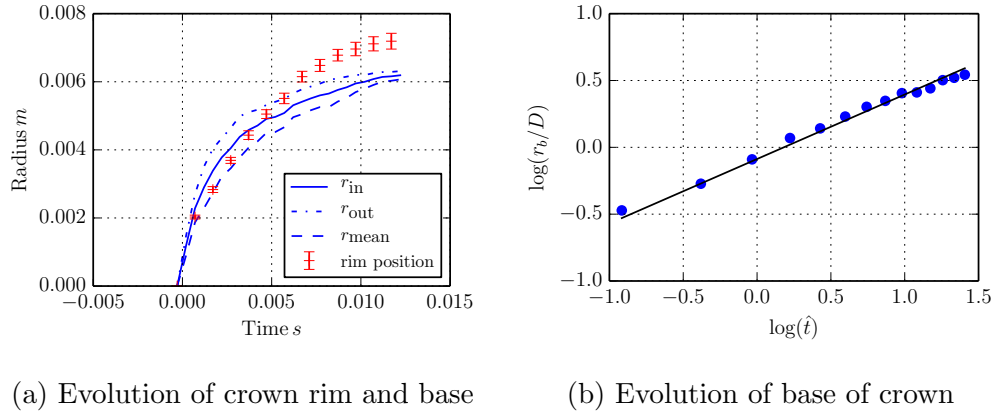 0.008
0.006
0.004
0.002
0.000
−0.005
0.000
0.005
0.010
0.015
Radius m
Time s
r_in
r_out
r_mean
rim position
1.0
0.5
0.0
−0.5
−1.0
−1.0
−0.5
0.0
0.5
1.0
1.5
log(r_b/D)
log(t̂)
(a) Evolution of crown rim and base
(b) Evolution of base of crown